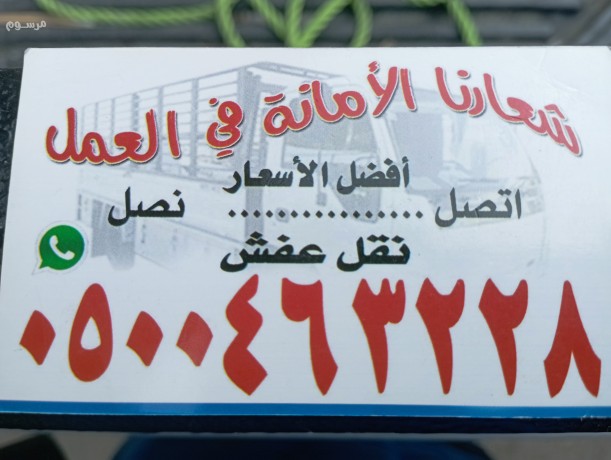 مرسوم
شعارنا الأمانة في العمل
أفضل الأسعار
اتصل ................ نصل
نقل عفش
٠٥٠٠٤٦٣٢٢٨